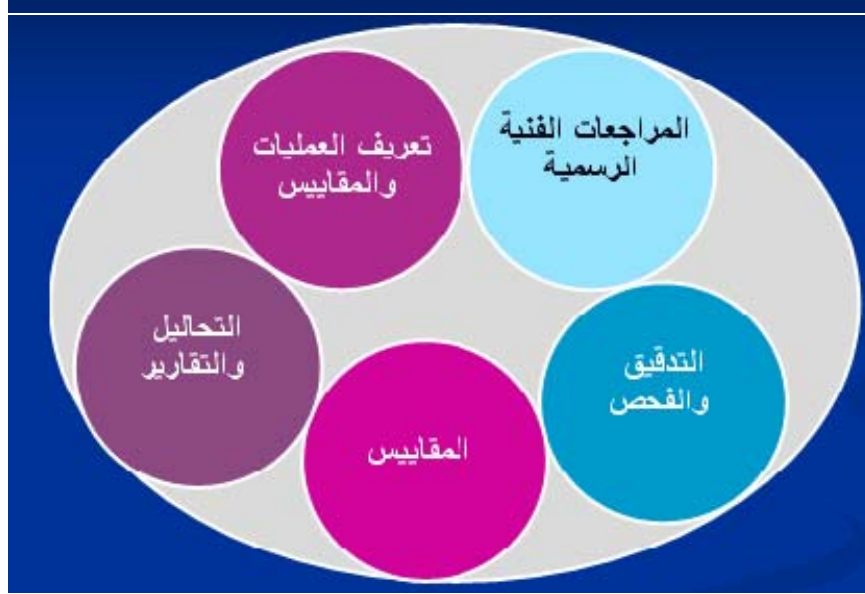 المراجعات الفنية
الرسمية
تعريف العمليات
والمقاييس
التحاليل
والتقارير
التدقيق
والفحص
المقاييس